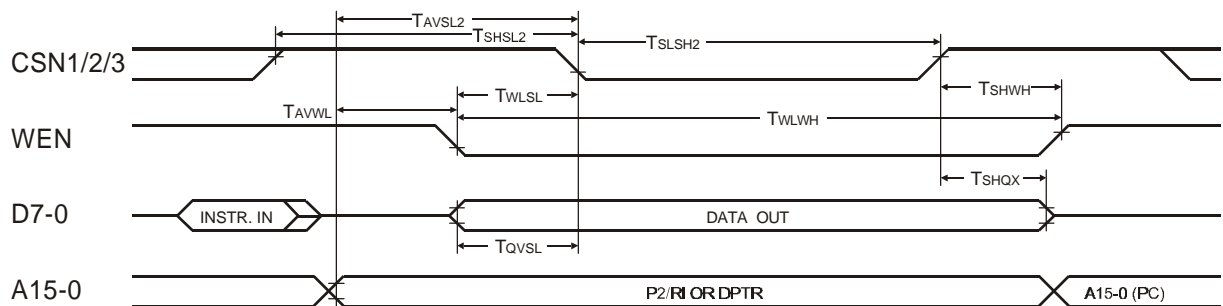 TAVSL2
TSHSL2
TSLSH2
CSN1/2/3
TWLSL
TSHWH
TAVWL
TWLWH
WEN
TSHQX
D7-0
INSTR. IN
DATA OUT
TQVSL
A15-0
P2/RI OR DPTR
A15-0 (PC)